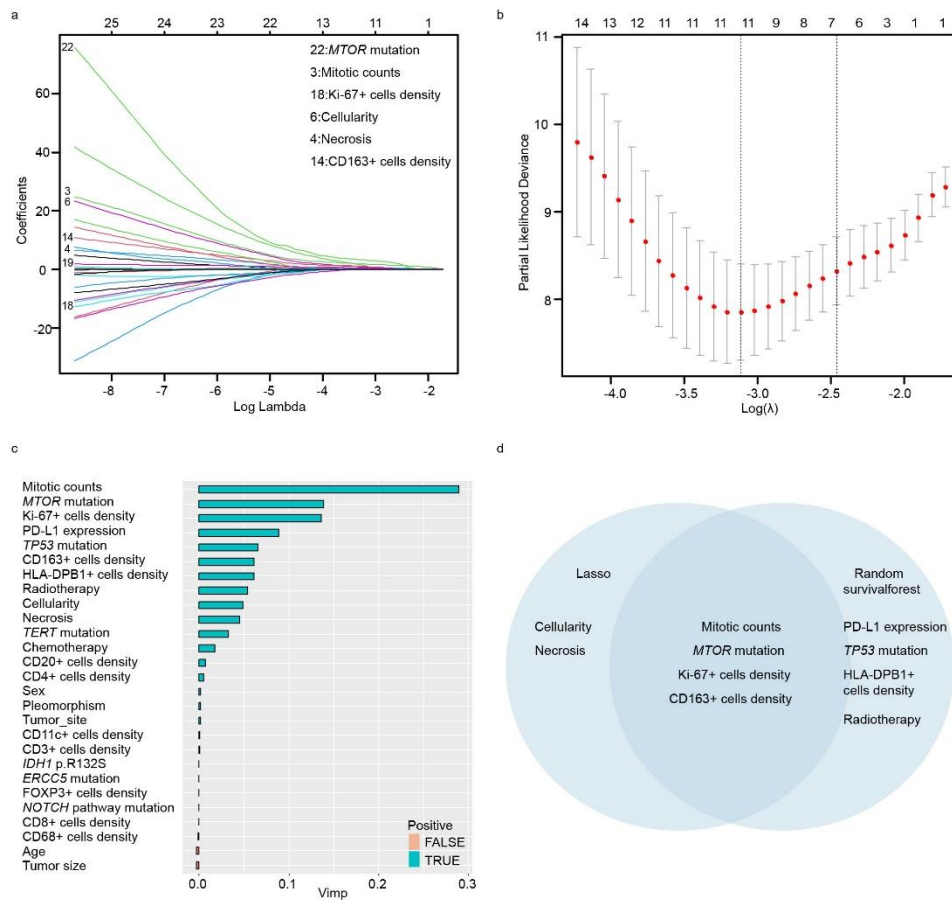 a
25 24 23 22 22 13 11 1
22
3
6
14
4
19
18
22:MTOR mutation
3:Mitotic counts
18:Ki-67+ cells density
6:Cellularity
4:Necrosis
14:CD163+ cells density
60
40
20
0
-20
Coefficients
-8 -7 -6 -5 -4 -3 -2
Log Lambda
b
14 13 12 11 11 11 11 11 9 8 7 6 3 1 1
11
10
9
8
Partial Likelihood Deviance
-4.0 -3.5 -3.0 -2.5 -2.0
Log(λ)
c
Mitotic counts
MTOR mutation
Ki-67+ cells density
PD-L1 expression
TP53 mutation
CD163+ cells density
HLA-DPB1+ cells density
Radiotherapy
Cellularity
Necrosis
TERT mutation
Chemotherapy
CD20+ cells density
CD4+ cells density
Sex
Pleomorphism
Tumor_site
CD11c+ cells density
CD3+ cells density
IDH1 p.R132S
ERCC5 mutation
FOXP3+ cells density
NOTCH pathway mutation
CD8+ cells density
CD68+ cells density
Age
Tumor size
Positive
FALSE
TRUE
0.0 0.1 0.2 0.3
Vimp
d
Lasso
Cellularity
Necrosis
Mitotic counts
MTOR mutation
Ki-67+ cells density
CD163+ cells density
Random
survivalforest
PD-L1 expression
TP53 mutation
HLA-DPB1+
cells density
Radiotherapy